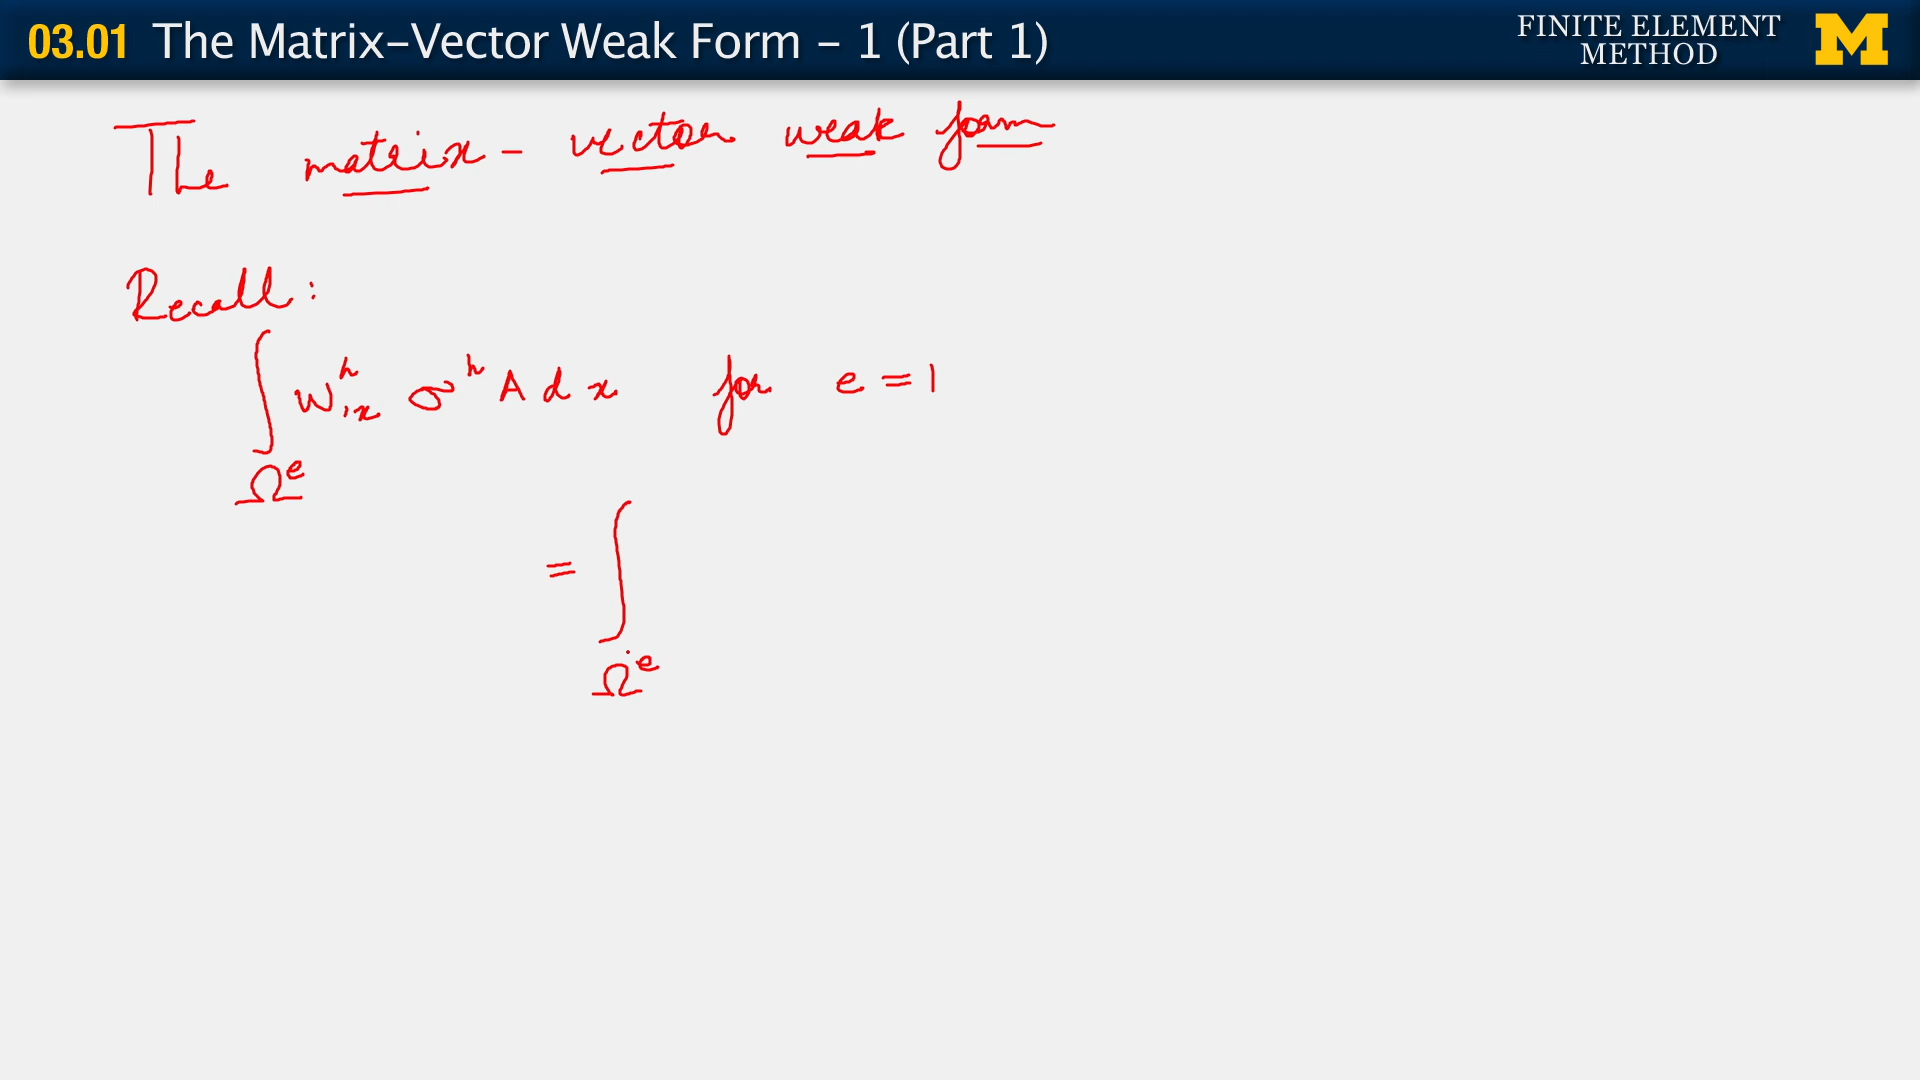 03.01 The Matrix–Vector Weak Form – 1 (Part 1)
FINITE ELEMENT
METHOD
M
The matrix - vector weak form
Recall:
∫ w^h_{,x} σ^h A d x for e = 1
Ω^e
= ∫
Ω^e